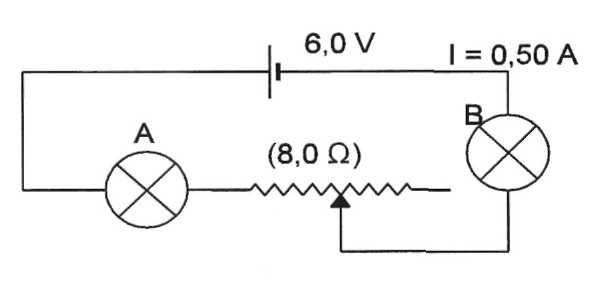 6,0 V
I = 0,50 A
A
B
(8,0 Ω)